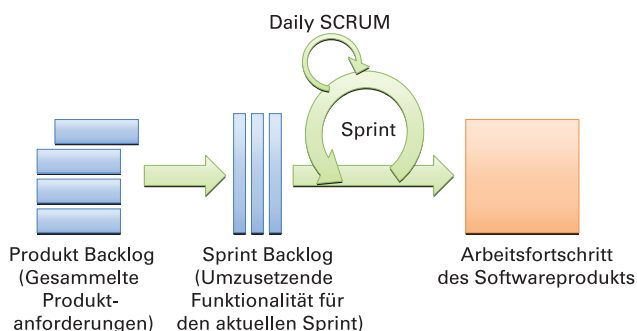 Daily SCRUM
Sprint
Produkt Backlog
(Gesammelte
Produkt-
anforderungen)
Sprint Backlog
(Umzusetzende
Funktionalität für
den aktuellen Sprint)
Arbeitsfortschritt
des Softwareprodukts